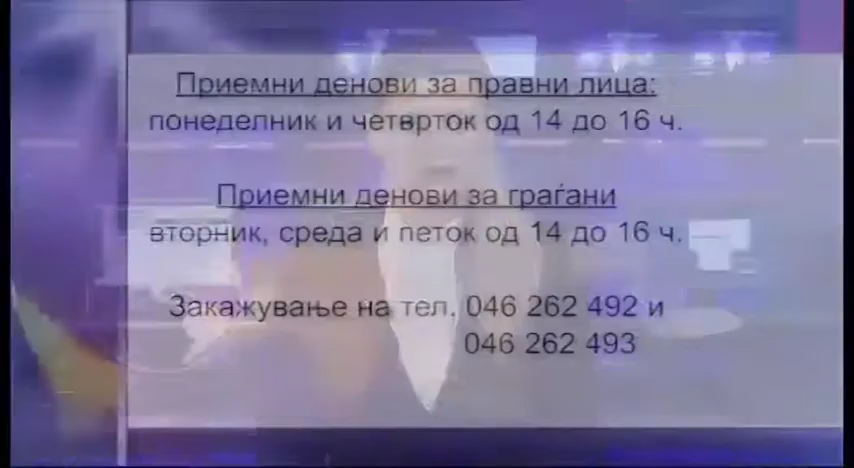 Приемни денови за правни лица:
понеделник и четврток од 14 до 16 ч.
Приемни денови за граѓани
вторник, среда и петок од 14 до 16 ч.
Закажување на тел. 046 262 492 и
046 262 493